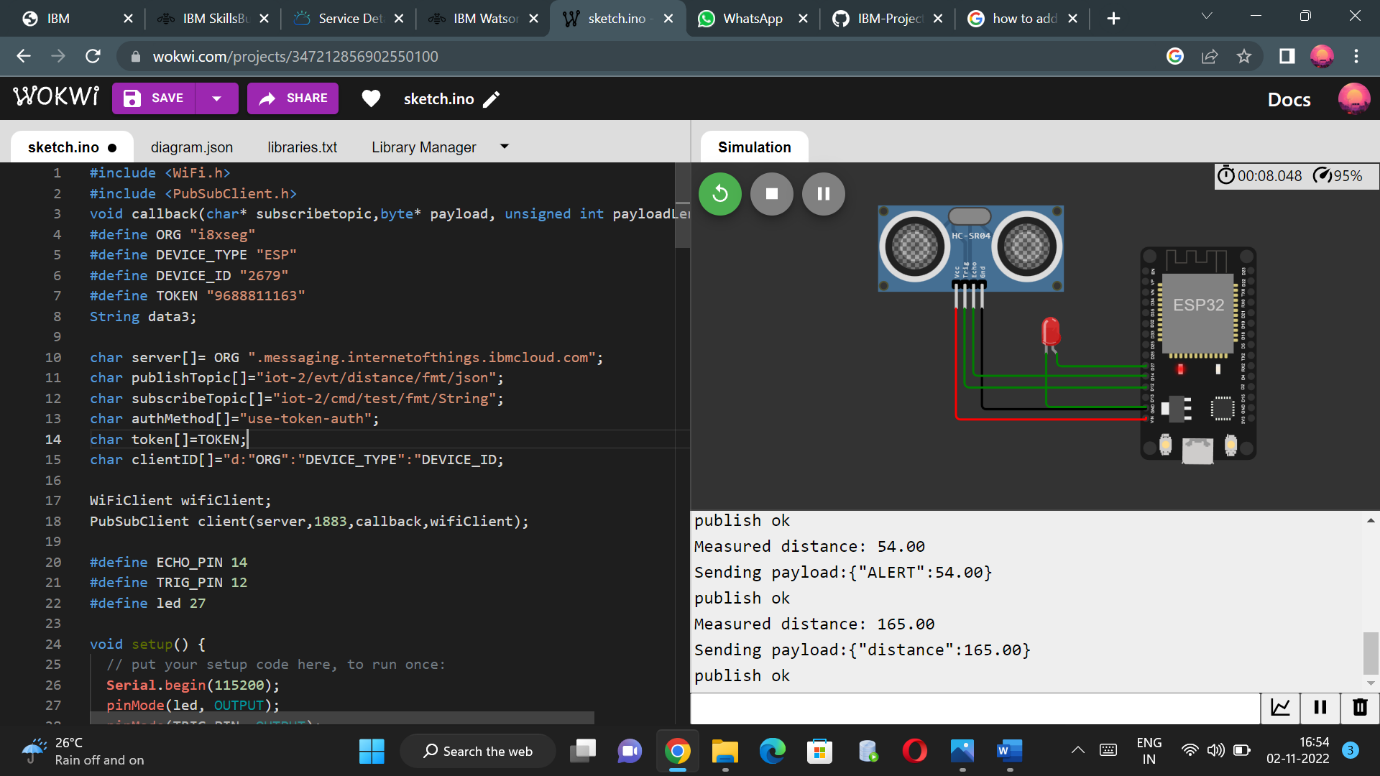 IBM
IBM SkillsBu
Service Det
IBM Watso
sketch.ino -
WhatsApp
IBM-Projec
how to add
wokwi.com/projects/347212856902550100
WOKWI
SAVE
SHARE
sketch.ino
Docs
sketch.ino
diagram.json
libraries.txt
Library Manager
Simulation
1 #include <WiFi.h>
2 #include <PubSubClient.h>
3 void callback(char* subscribetopic,byte* payload, unsigned int payloadLen
4 #define ORG "i8xseg"
5 #define DEVICE_TYPE "ESP"
6 #define DEVICE_ID "2679"
7 #define TOKEN "9688811163"
8 String data3;
9
10 char server[]= ORG ".messaging.internetofthings.ibmcloud.com";
11 char publishTopic[]="iot-2/evt/distance/fmt/json";
12 char subscribeTopic[]="iot-2/cmd/test/fmt/String";
13 char authMethod[]="use-token-auth";
14 char token[]=TOKEN;
15 char clientID[]="d:"ORG":"DEVICE_TYPE":"DEVICE_ID;
16
17 WiFiClient wifiClient;
18 PubSubClient client(server,1883,callback,wifiClient);
19
20 #define ECHO_PIN 14
21 #define TRIG_PIN 12
22 #define led 27
23
24 void setup() {
25 // put your setup code here, to run once:
26 Serial.begin(115200);
27 pinMode(led, OUTPUT);
28 pinMode(TRIG_PIN, OUTPUT);
00:08.048 95%
HC-SR04
Vcc
Trig
Echo
Gnd
ESP32
publish ok
Measured distance: 54.00
Sending payload:{"ALERT":54.00}
publish ok
Measured distance: 165.00
Sending payload:{"distance":165.00}
publish ok
26°C
Rain off and on
Search the web
ENG
IN
16:54
02-11-2022
3